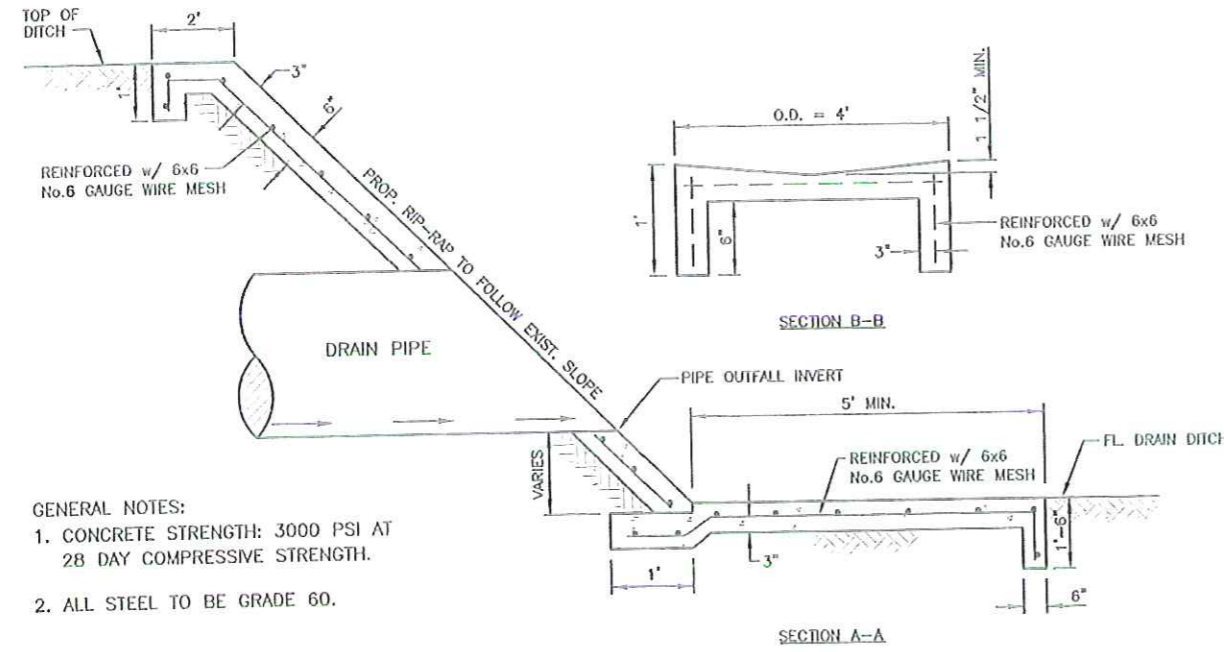 TOP OF
DITCH
2'
3"
6"
1'
REINFORCED w/ 6x6
No.6 GAUGE WIRE MESH
PROP. RIP-RAP TO FOLLOW EXIST. SLOPE
DRAIN PIPE
O.D. = 4'
1 1/2" MIN.
1'
6"
3"
REINFORCED w/ 6x6
No.6 GAUGE WIRE MESH
SECTION B-B
PIPE OUTFALL INVERT
5' MIN.
FL. DRAIN DITCH
REINFORCED w/ 6x6
No.6 GAUGE WIRE MESH
VARIES
3"
1'
1'-6"
6"
SECTION A-A
GENERAL NOTES:
1. CONCRETE STRENGTH: 3000 PSI AT
28 DAY COMPRESSIVE STRENGTH.
2. ALL STEEL TO BE GRADE 60.